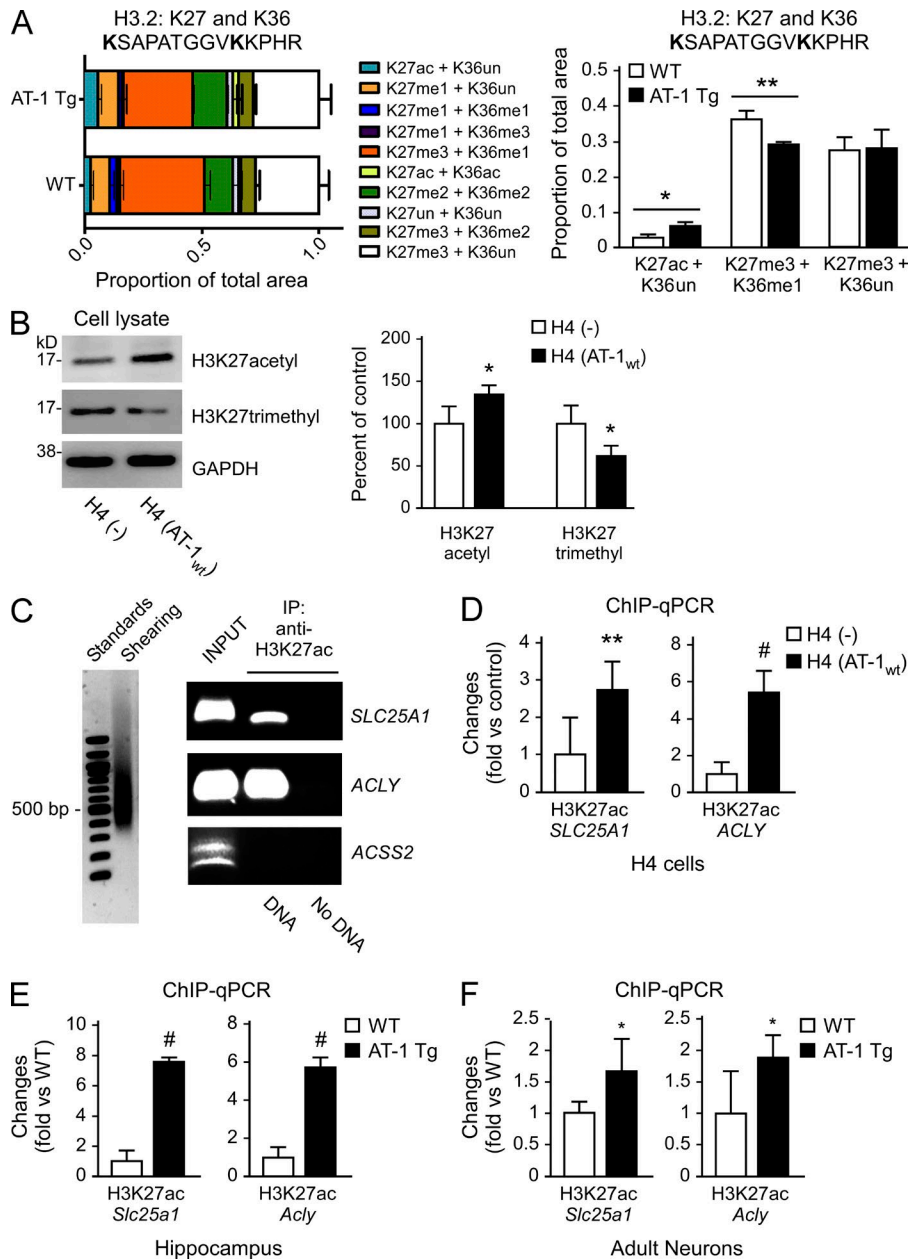 A
H3.2: K27 and K36
KSAPATGGVKKPHR
AT-1 Tg
WT
0.0
0.5
1.0
Proportion of total area
K27ac + K36un
K27me1 + K36un
K27me1 + K36me1
K27me1 + K36me3
K27me3 + K36me1
K27ac + K36ac
K27me2 + K36me2
K27un + K36un
K27me3 + K36me2
K27me3 + K36un
H3.2: K27 and K36
KSAPATGGVKKPHR
Proportion of total area
0.5
0.4
0.3
0.2
0.1
0
WT
AT-1 Tg
*
**
K27ac + K36un
K27me3 + K36me1
K27me3 + K36un
B
Cell lysate
kD
17-
H3K27acetyl
17-
H3K27trimethyl
38-
GAPDH
H4 (-)
H4 (AT-1wt)
Percent of control
200
150
100
50
0
H4 (-)
H4 (AT-1wt)
*
*
H3K27 acetyl
H3K27 trimethyl
C
Standards
Shearing
500 bp -
INPUT
IP:
anti-
H3K27ac
SLC25A1
ACLY
ACSS2
DNA
No DNA
D
ChIP-qPCR
Changes
(fold vs control)
4
3
2
1
0
**
H3K27ac
SLC25A1
8
6
4
2
0
#
H3K27ac
ACLY
H4 (-)
H4 (AT-1wt)
H4 cells
E
ChIP-qPCR
Changes
(fold vs WT)
10
8
6
4
2
0
#
H3K27ac
Slc25a1
8
6
4
2
0
#
H3K27ac
Acly
WT
AT-1 Tg
Hippocampus
F
ChIP-qPCR
Changes
(fold vs WT)
2.5
2
1.5
1
0.5
0
*
H3K27ac
Slc25a1
2.5
2
1.5
1
0.5
0
*
H3K27ac
Acly
WT
AT-1 Tg
Adult Neurons